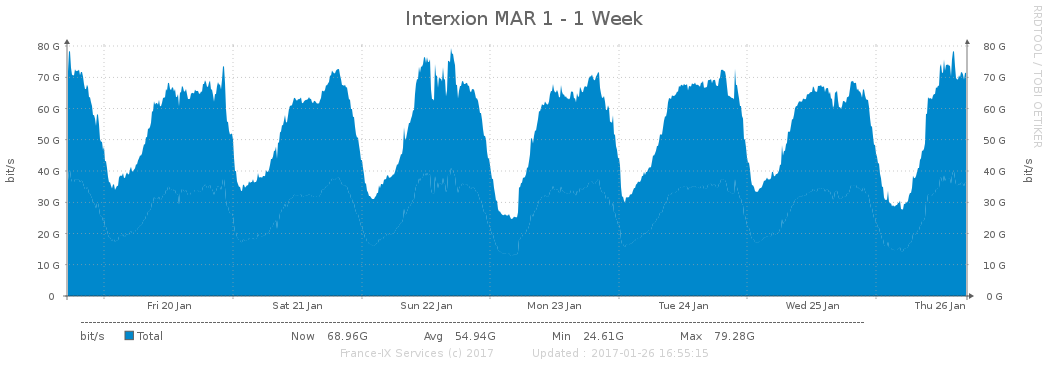 Interxion MAR 1 - 1 Week
RRDTOOL / TOBI OETIKER
80 G 80 G
70 G 70 G
60 G 60 G
50 G 50 G
40 G 40 G
30 G 30 G
20 G 20 G
10 G 10 G
0 0 G
bit/s bit/s
Fri 20 Jan Sat 21 Jan Sun 22 Jan Mon 23 Jan Tue 24 Jan Wed 25 Jan Thu 26 Jan
bit/s Total Now 68.96G Avg 54.94G Min 24.61G Max 79.28G
France-IX Services (c) 2017 Updated : 2017-01-26 16:55:15